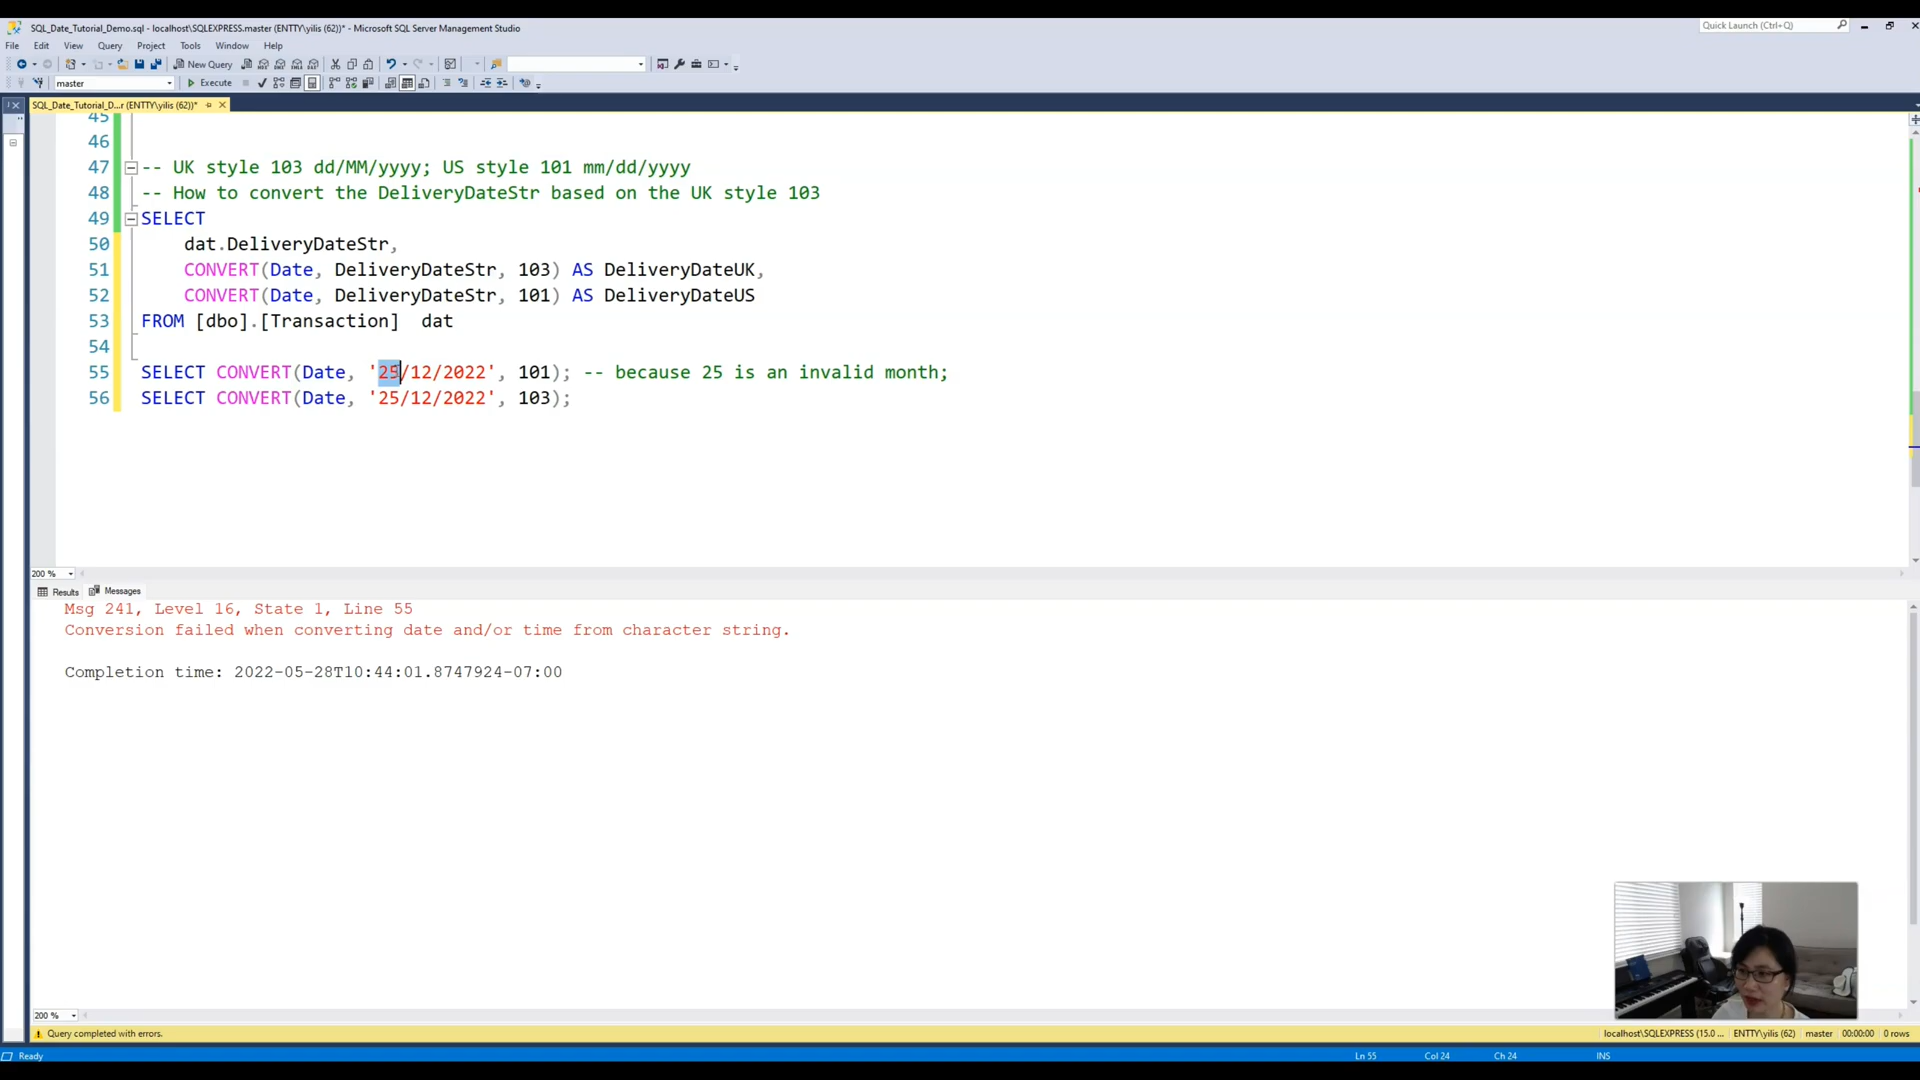 SQL_Date_Tutorial_Demo.sql - localhost\SQLEXPRESS.master (ENTTY\yilis (62))* - Microsoft SQL Server Management Studio
Quick Launch (Ctrl+Q)
File Edit View Query Project Tools Window Help
New Query
master Execute
SQL_Date_Tutorial_D...r (ENTTY\yilis (62))*
45
46
47 -- UK style 103 dd/MM/yyyy; US style 101 mm/dd/yyyy
48 -- How to convert the DeliveryDateStr based on the UK style 103
49 SELECT
50 dat.DeliveryDateStr,
51 CONVERT(Date, DeliveryDateStr, 103) AS DeliveryDateUK,
52 CONVERT(Date, DeliveryDateStr, 101) AS DeliveryDateUS
53 FROM [dbo].[Transaction] dat
54
55 SELECT CONVERT(Date, '25/12/2022', 101); -- because 25 is an invalid month;
56 SELECT CONVERT(Date, '25/12/2022', 103);
200 %
Results Messages
Msg 241, Level 16, State 1, Line 55
Conversion failed when converting date and/or time from character string.
Completion time: 2022-05-28T10:44:01.8747924-07:00
200 %
Query completed with errors. localhost\SQLEXPRESS (15.0 ... ENTTY\yilis (62) master 00:00:00 0 rows
Ready Ln 55 Col 24 Ch 24 INS